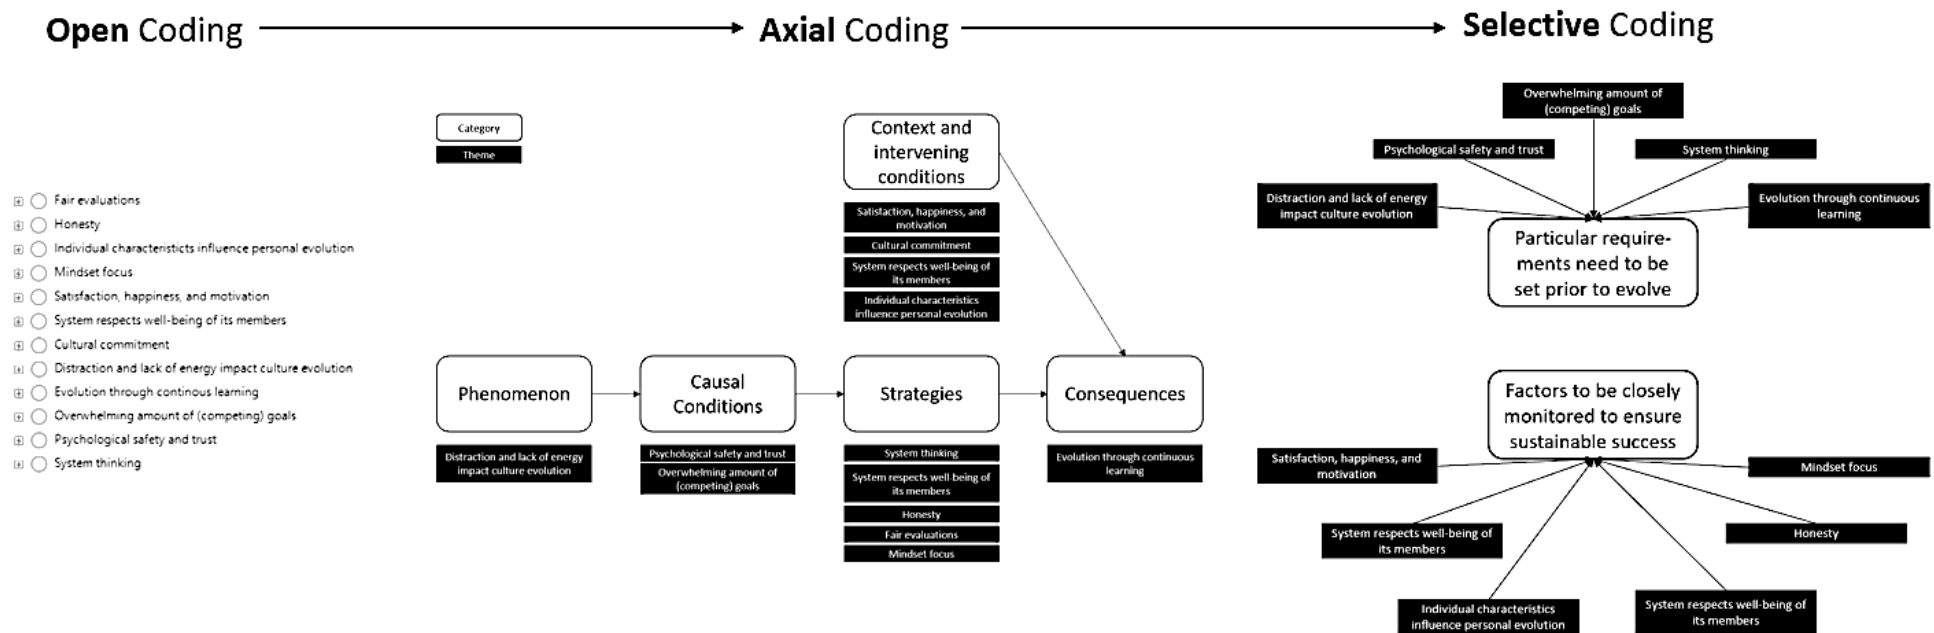 Open Coding
Axial Coding
Selective Coding
Fair evaluations
Honesty
Individual characteristicts influence personal evolution
Mindset focus
Satisfaction, happiness, and motivation
System respects well-being of its members
Cultural commitment
Distraction and lack of energy impact culture evolution
Evolution through continous learning
Overwhelming amount of (competing) goals
Psychological safety and trust
System thinking
Category
Theme
Context and
intervening
conditions
Satisfaction, happiness, and
motivation
Cultural commitment
System respects well-being of
its members
Individual characteristics
influence personal evolution
Phenomenon
Distraction and lack of energy
impact culture evolution
Causal
Conditions
Psychological safety and trust
Overwhelming amount of
(competing) goals
Strategies
System thinking
System respects well-being of
its members
Honesty
Fair evaluations
Mindset focus
Consequences
Evolution through continuous
learning
Overwhelming amount of
(competing) goals
Psychological safety and trust
System thinking
Distraction and lack of energy
impact culture evolution
Evolution through continuous
learning
Particular require-
ments need to be
set prior to evolve
Factors to be closely
monitored to ensure
sustainable success
Satisfaction, happiness, and
motivation
Mindset focus
System respects well-being of
its members
Honesty
Individual characteristics
influence personal evolution
System respects well-being of
its members